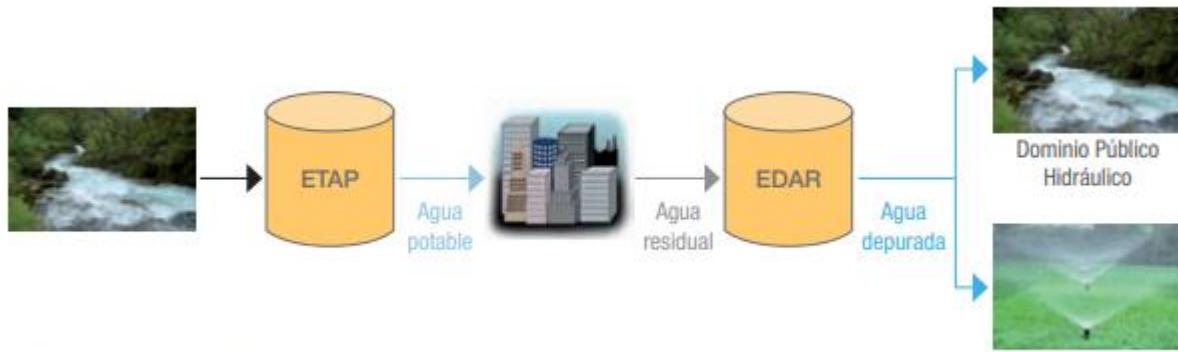 ETAP
Agua
potable
Agua
residual
EDAR
Agua
depurada
Dominio Público
Hidráulico